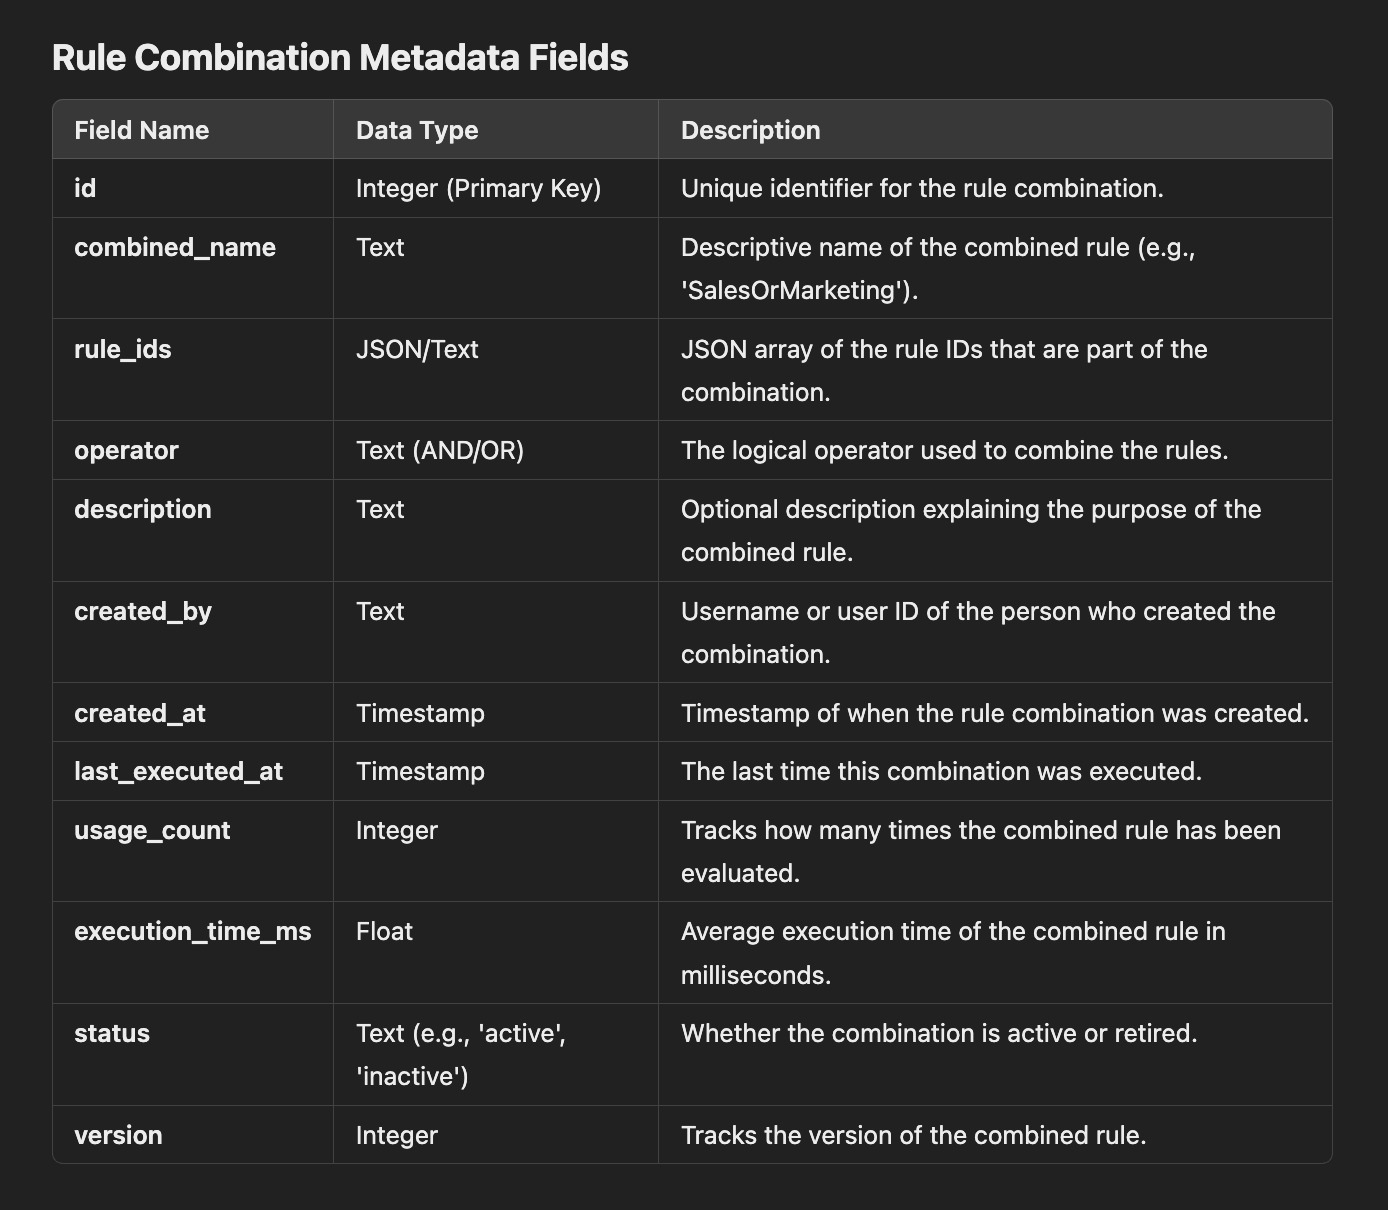 Rule Combination Metadata Fields
Field Name Data Type Description
id Integer (Primary Key) Unique identifier for the rule combination.
combined_name Text Descriptive name of the combined rule (e.g.,
'SalesOrMarketing').
rule_ids JSON/Text JSON array of the rule IDs that are part of the
combination.
operator Text (AND/OR) The logical operator used to combine the rules.
description Text Optional description explaining the purpose of the
combined rule.
created_by Text Username or user ID of the person who created the
combination.
created_at Timestamp Timestamp of when the rule combination was created.
last_executed_at Timestamp The last time this combination was executed.
usage_count Integer Tracks how many times the combined rule has been
evaluated.
execution_time_ms Float Average execution time of the combined rule in
milliseconds.
status Text (e.g., 'active', Whether the combination is active or retired.
'inactive')
version Integer Tracks the version of the combined rule.